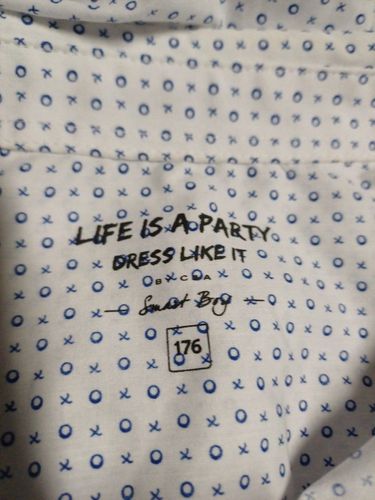 LIFE IS A PARTY
DRESS LIKE IT
Smart Boy
176